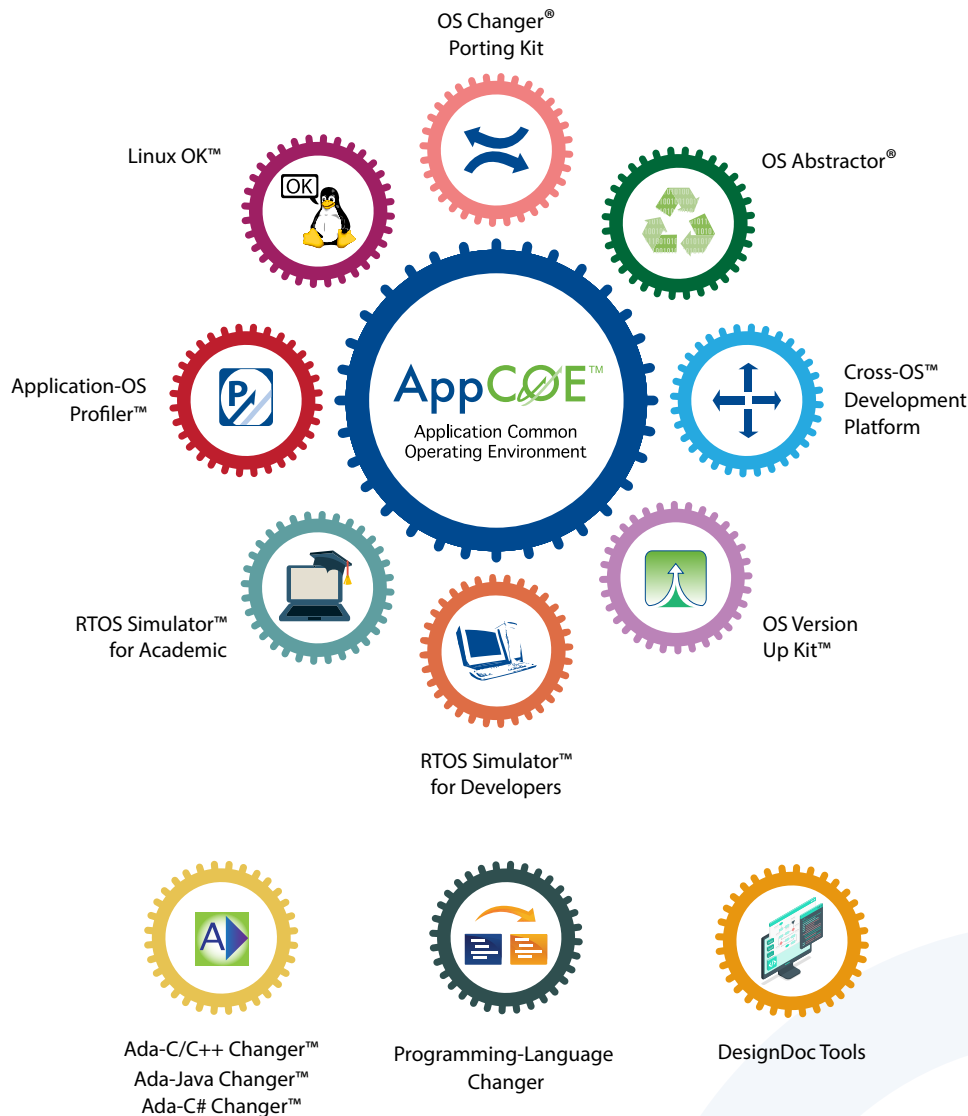 OS Changer®
Porting Kit
Linux OK™
OK
OS Abstractor®
Application-OS
Profiler™
P
AppCOE™
Application Common
Operating Environment
Cross-OS™
Development
Platform
RTOS Simulator™
for Academic
OS Version
Up Kit™
RTOS Simulator™
for Developers
A
Ada-C/C++ Changer™
Ada-Java Changer™
Ada-C# Changer™
Programming-Language
Changer
DesignDoc Tools